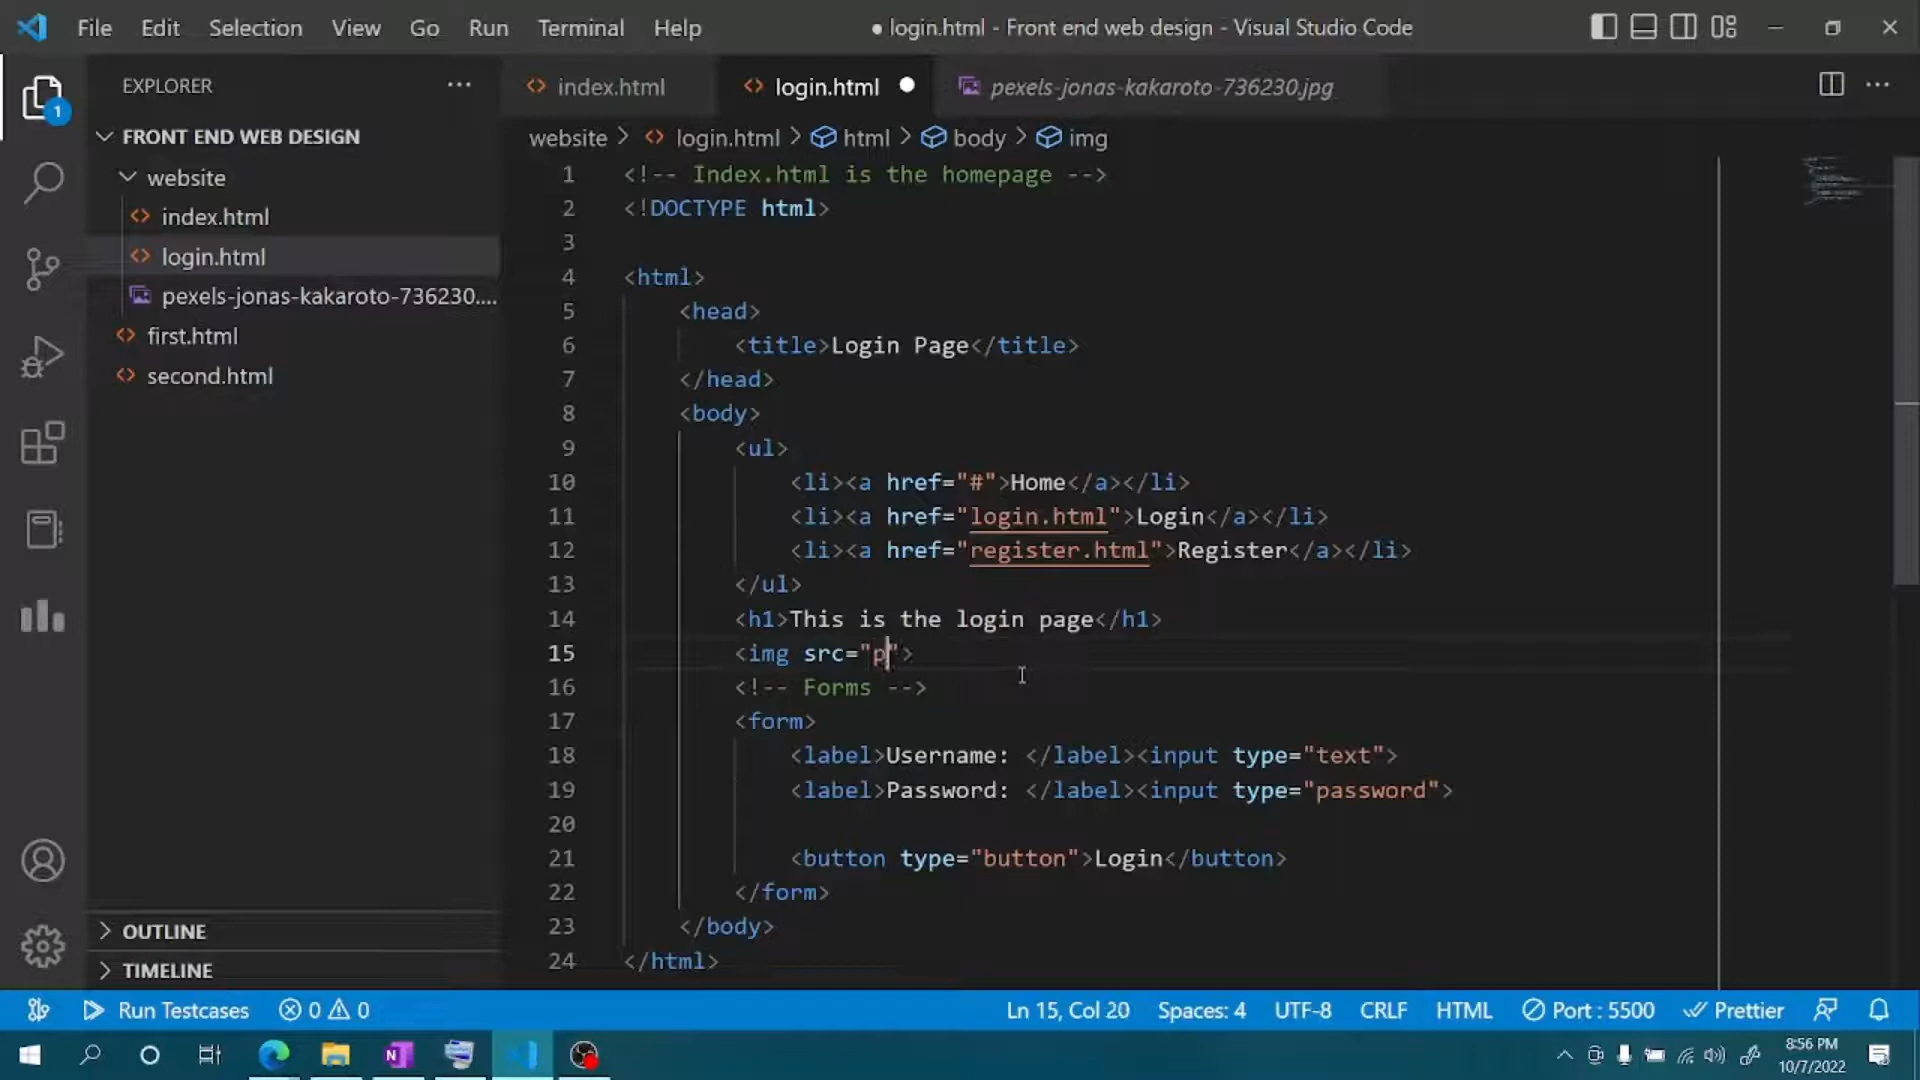 File Edit Selection View Go Run Terminal Help
● login.html - Front end web design - Visual Studio Code
EXPLORER
FRONT END WEB DESIGN
website
index.html
login.html
pexels-jonas-kakaroto-736230....
first.html
second.html
OUTLINE
TIMELINE
1
index.html login.html pexels-jonas-kakaroto-736230.jpg
website > login.html > html > body > img
1 <!-- Index.html is the homepage -->
2 <!DOCTYPE html>
3
4 <html>
5 <head>
6 <title>Login Page</title>
7 </head>
8 <body>
9 <ul>
10 <li><a href="#">Home</a></li>
11 <li><a href="login.html">Login</a></li>
12 <li><a href="register.html">Register</a></li>
13 </ul>
14 <h1>This is the login page</h1>
15 <img src="p">
16 <!-- Forms -->
17 <form>
18 <label>Username: </label><input type="text">
19 <label>Password: </label><input type="password">
20
21 <button type="button">Login</button>
22 </form>
23 </body>
24 </html>
Run Testcases 0 0 Ln 15, Col 20 Spaces: 4 UTF-8 CRLF HTML Port : 5500 Prettier
8:56 PM
10/7/2022